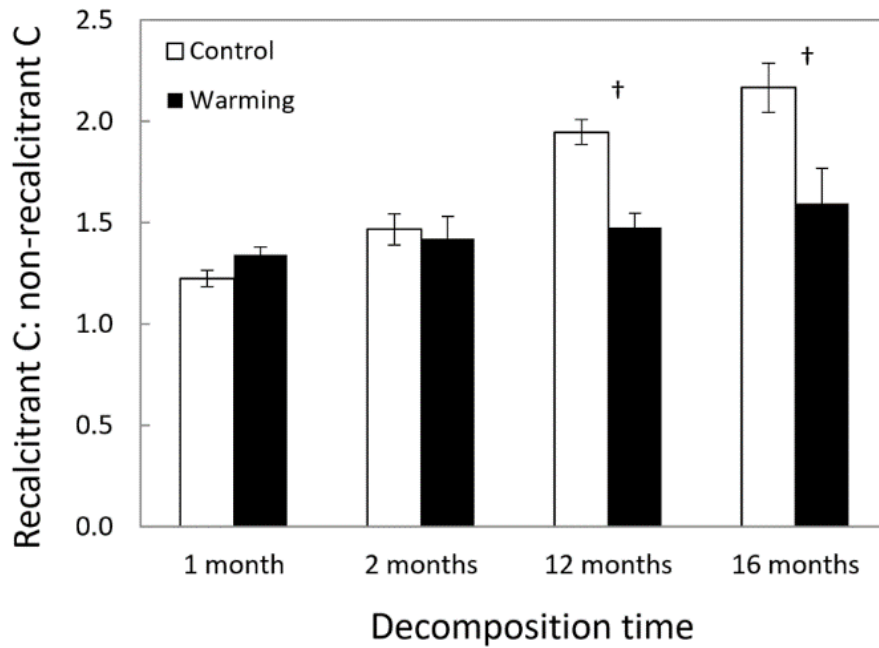 Recalcitrant C: non-recalcitrant C
2.5
2.0
1.5
1.0
0.5
0.0
Control
Warming
†
†
1 month
2 months
12 months
16 months
Decomposition time